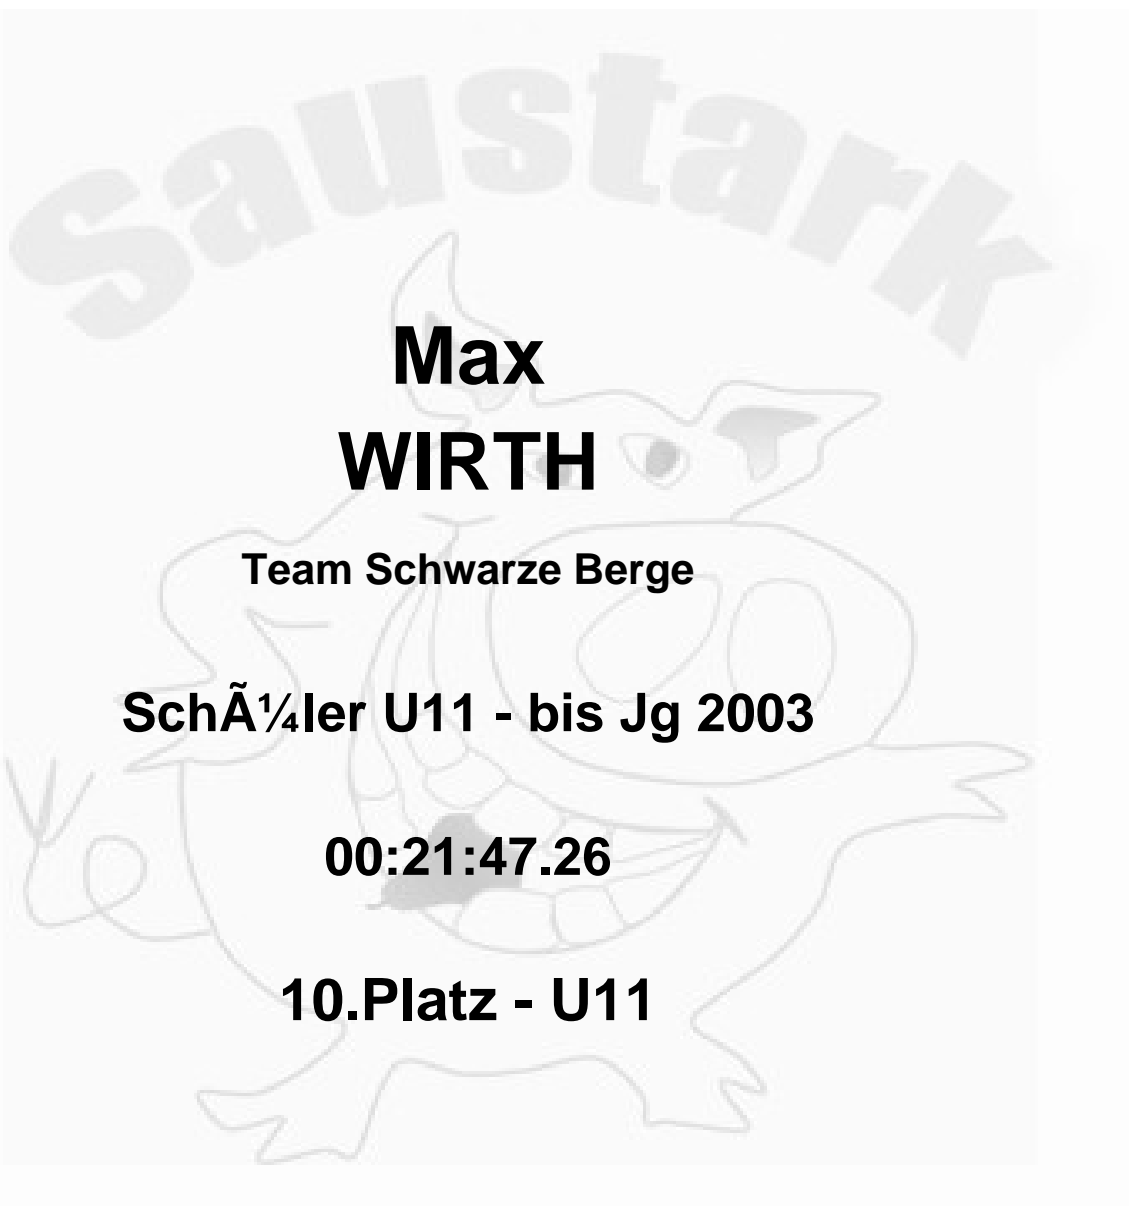 Saustark
Max
WIRTH
Team Schwarze Berge
SchÃ¼ler U11 - bis Jg 2003
00:21:47.26
10.Platz - U11